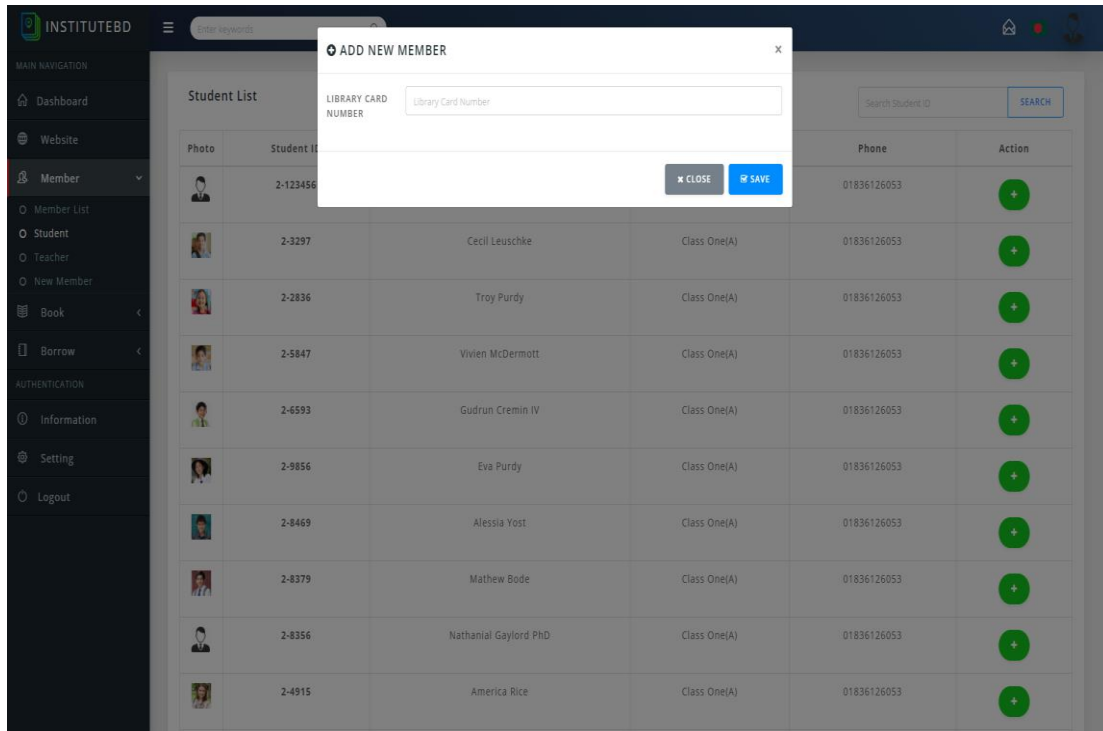 INSTITUTEBD
Enter keywords
ADD NEW MEMBER
x
MAIN NAVIGATION
Dashboard
Website
Member
Member List
Student
Teacher
New Member
Book
Borrow
AUTHENTICATION
Information
Setting
Logout
LIBRARY CARD NUMBER
Library Card Number
CLOSE
SAVE
Student List
Search Student ID
SEARCH
Photo Student Phone Action
2-123456 01836126053
2-3297 Cecil Leuschke Class One(A) 01836126053
2-2836 Troy Purdy Class One(A) 01836126053
2-5847 Vivien McDermott Class One(A) 01836126053
2-6593 Gudrun Cremin IV Class One(A) 01836126053
2-9856 Eva Purdy Class One(A) 01836126053
2-8469 Alessia Yost Class One(A) 01836126053
2-8379 Mathew Bode Class One(A) 01836126053
2-8356 Nathanial Gaylord PhD Class One(A) 01836126053
2-4915 America Rice Class One(A) 01836126053